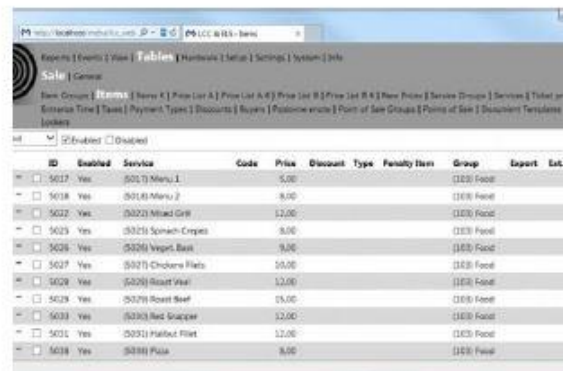 LCC & ELS - Items
Reports | Events | View | Tables | Hardware | Setup | Settings | System | Info
Sale | General
Item Groups | Items | Items K | Price List A | Price List A K | Price List B | Price List B K | New Prices | Service Groups | Services | Ticket
Entrance Time | Taxes | Payment Types | Discounts | Buyers | Point of Sale Groups | Points of Sale | Document Templates
Lockers
Enabled Disabled
ID Enabled Service Code Price Discount Type Penalty Item Group Export Ext.
5017 Yes (5017) Menu 1 5,00 (103) Food
5018 Yes (5018) Menu 2 8,00 (103) Food
5022 Yes (5022) Mixed Grill 12,00 (103) Food
5025 Yes (5025) Spinach Crepes 8,00 (103) Food
5026 Yes (5026) Veget. Bask 9,00 (103) Food
5027 Yes (5027) Chickens Filets 10,00 (103) Food
5028 Yes (5028) Roast Veal 12,00 (103) Food
5029 Yes (5029) Roast Beef 15,00 (103) Food
5030 Yes (5030) Red Snapper 12,00 (103) Food
5031 Yes (5031) Halibut Fillet 12,00 (103) Food
5038 Yes (5038) Pizza 8,00 (103) Food